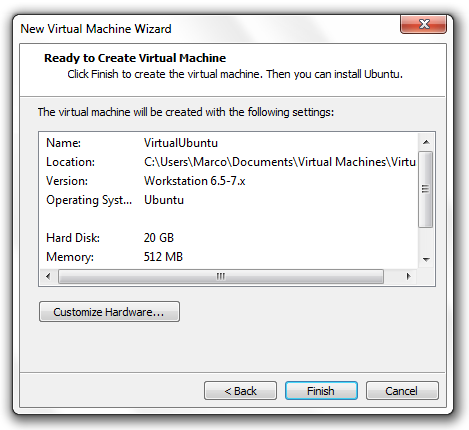 New Virtual Machine Wizard
Ready to Create Virtual Machine
Click Finish to create the virtual machine. Then you can install Ubuntu.
The virtual machine will be created with the following settings:
Name: VirtualUbuntu
Location: C:\Users\Marco\Documents\Virtual Machines\Virtu
Version: Workstation 6.5-7.x
Operating Syst... Ubuntu
Hard Disk: 20 GB
Memory: 512 MB
Customize Hardware...
< Back Finish Cancel